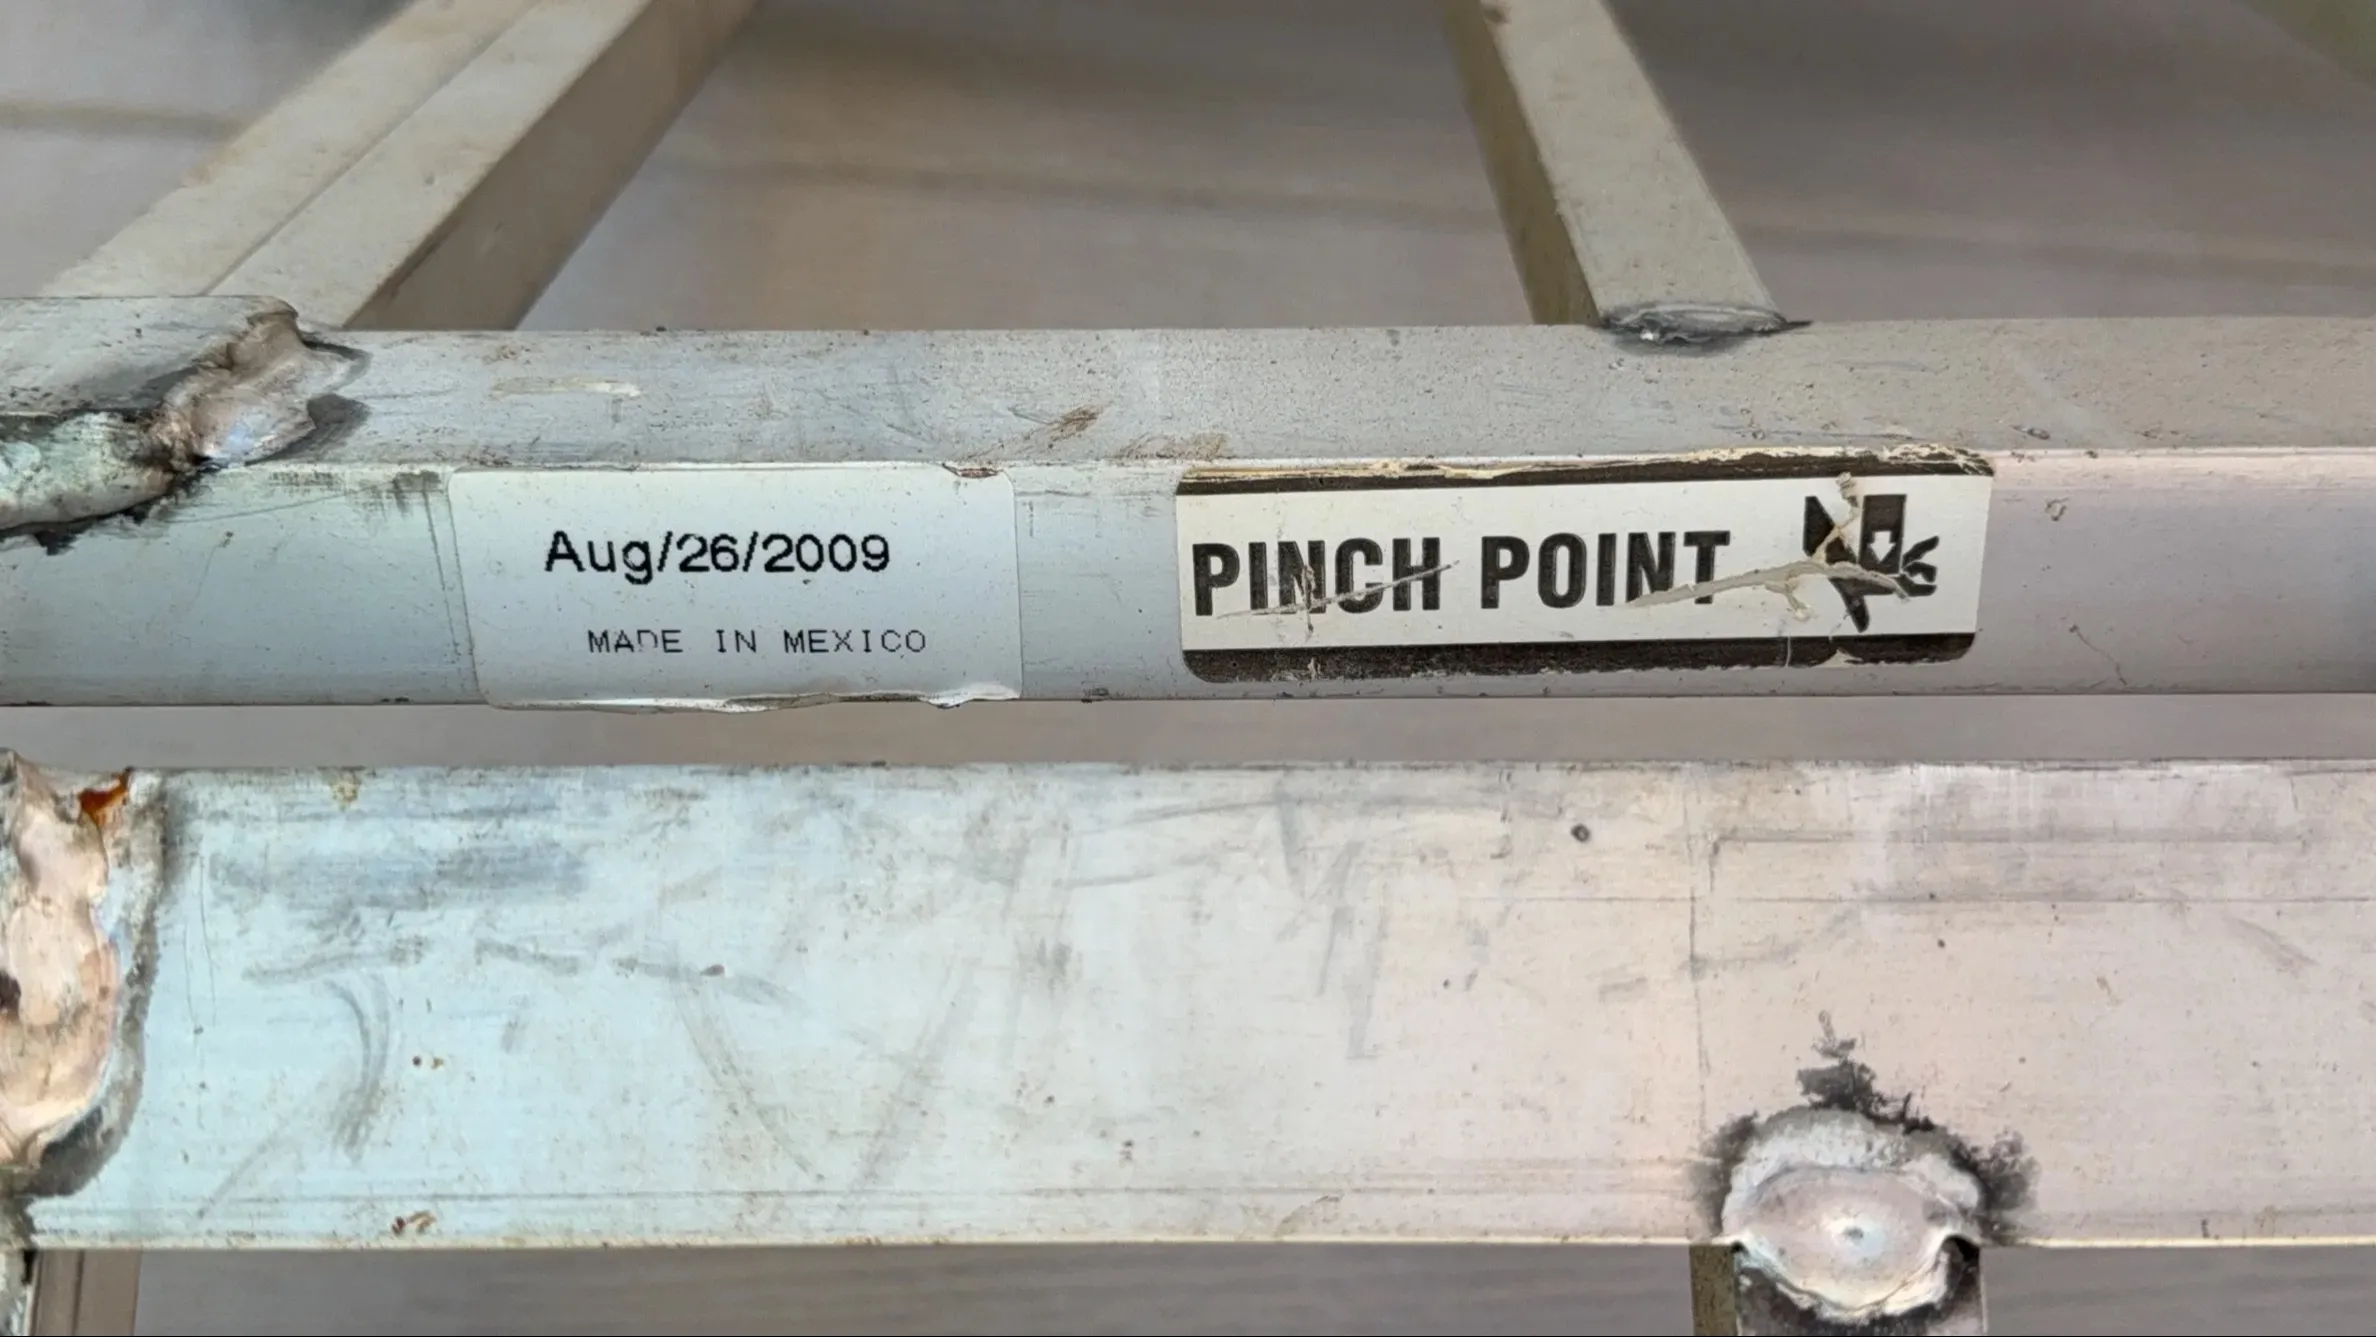 Aug/26/2009
MADE IN MEXICO
PINCH POINT